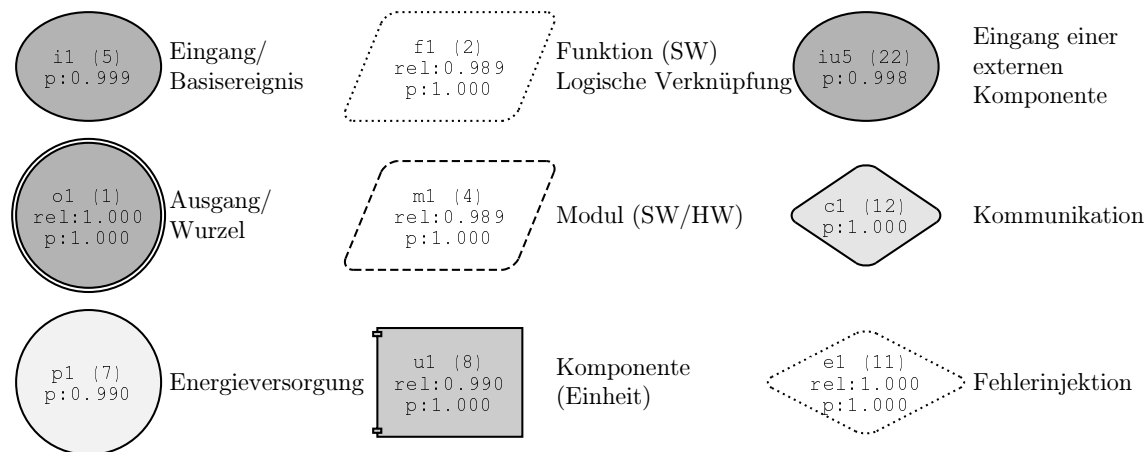 i1 (5)
p:0.999
Eingang/
Basisereignis
f1 (2)
rel:0.989
p:1.000
Funktion (SW)
Logische Verknüpfung
iu5 (22)
p:0.998
Eingang einer
externen
Komponente
o1 (1)
rel:1.000
p:1.000
Ausgang/
Wurzel
m1 (4)
rel:0.989
p:1.000
Modul (SW/HW)
c1 (12)
p:1.000
Kommunikation
p1 (7)
p:0.990
Energieversorgung
u1 (8)
rel:0.990
p:1.000
Komponente
(Einheit)
e1 (11)
rel:1.000
p:1.000
Fehlerinjektion